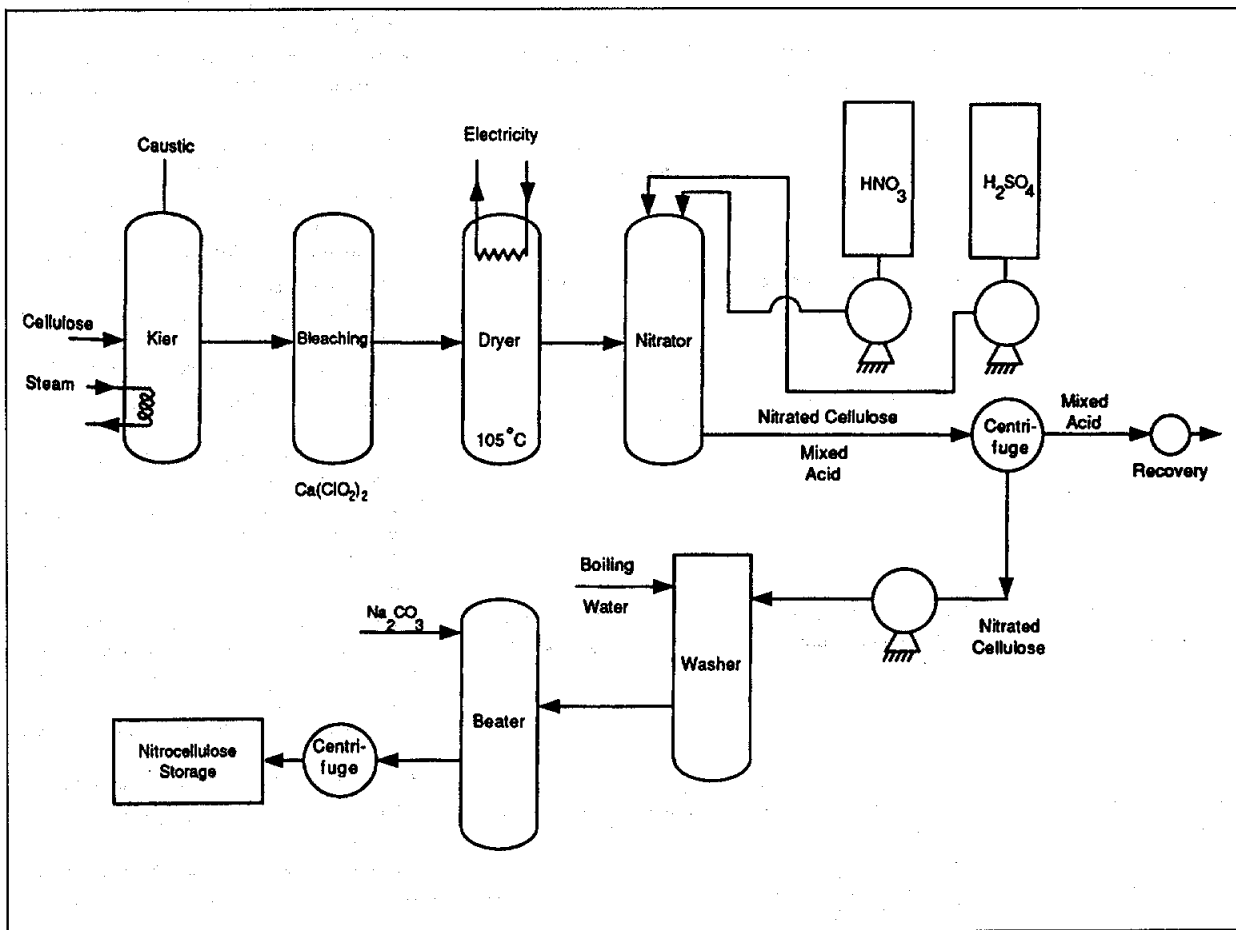 Caustic
Electricity
HNO3
H2SO4
Cellulose
Kier
Bleaching
Dryer
Nitrator
Steam
105°C
Ca(ClO2)2
Nitrated Cellulose
Mixed
Acid
Centri-
fuge
Mixed
Acid
Recovery
Boiling
Water
Na2CO3
Washer
Nitrated
Cellulose
Beater
Centri-
fuge
Nitrocellulose
Storage